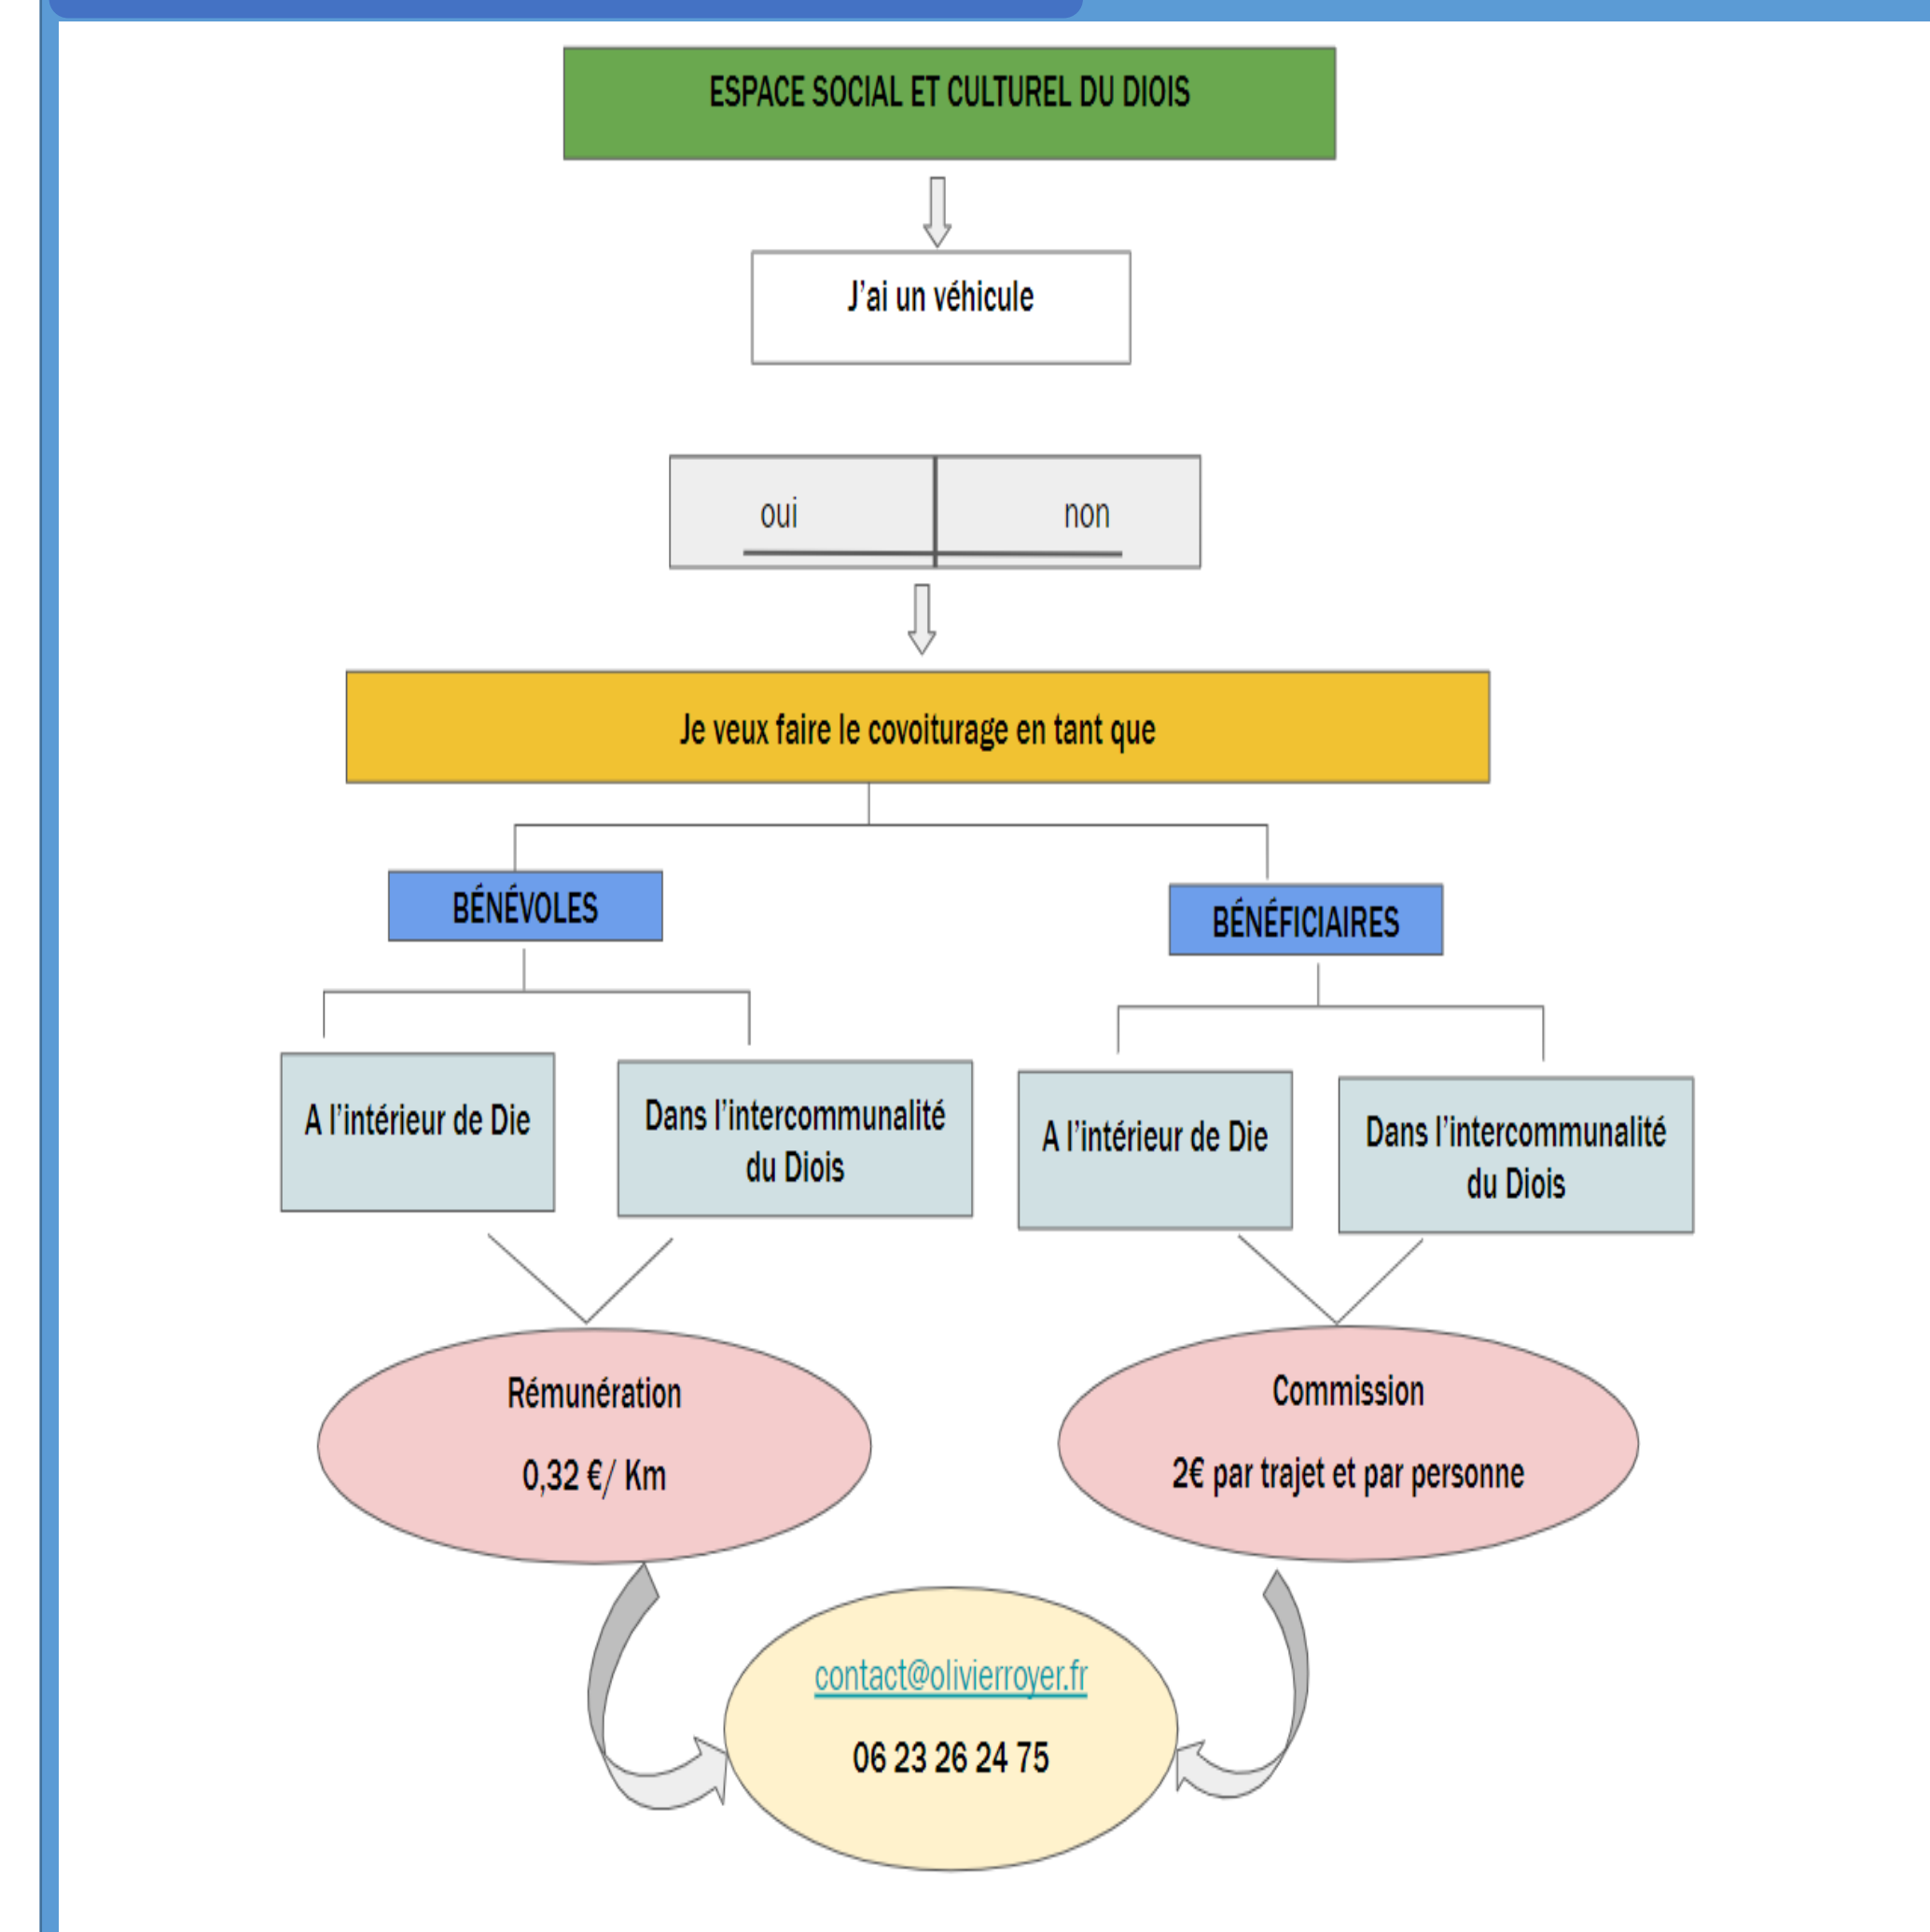 ESPACE SOCIAL ET CULTUREL DU DIOIS
J'ai un véhicule
oui
non
Je veux faire le covoiturage en tant que
BÉNÉVOLES
BÉNÉFICIAIRES
A l'intérieur de Die
Dans l'intercommunalité
du Diois
A l'intérieur de Die
Dans l'intercommunalité
du Diois
Rémunération
0,32 €/ Km
Commission
2€ par trajet et par personne
contact@olivierroyer.fr
06 23 26 24 75